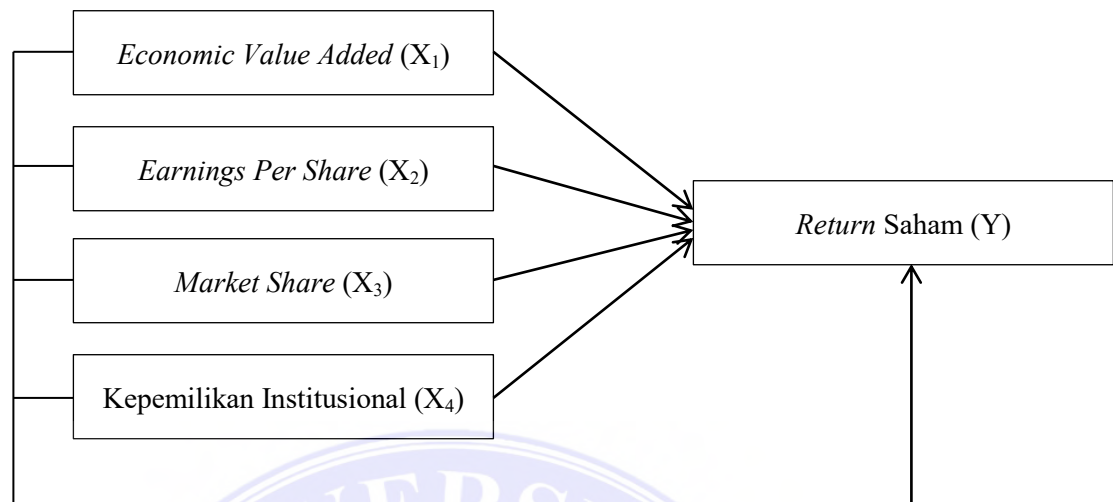 Economic Value Added (X₁)
Earnings Per Share (X₂)
Return Saham (Y)
Market Share (X₃)
Kepemilikan Institusional (X₄)